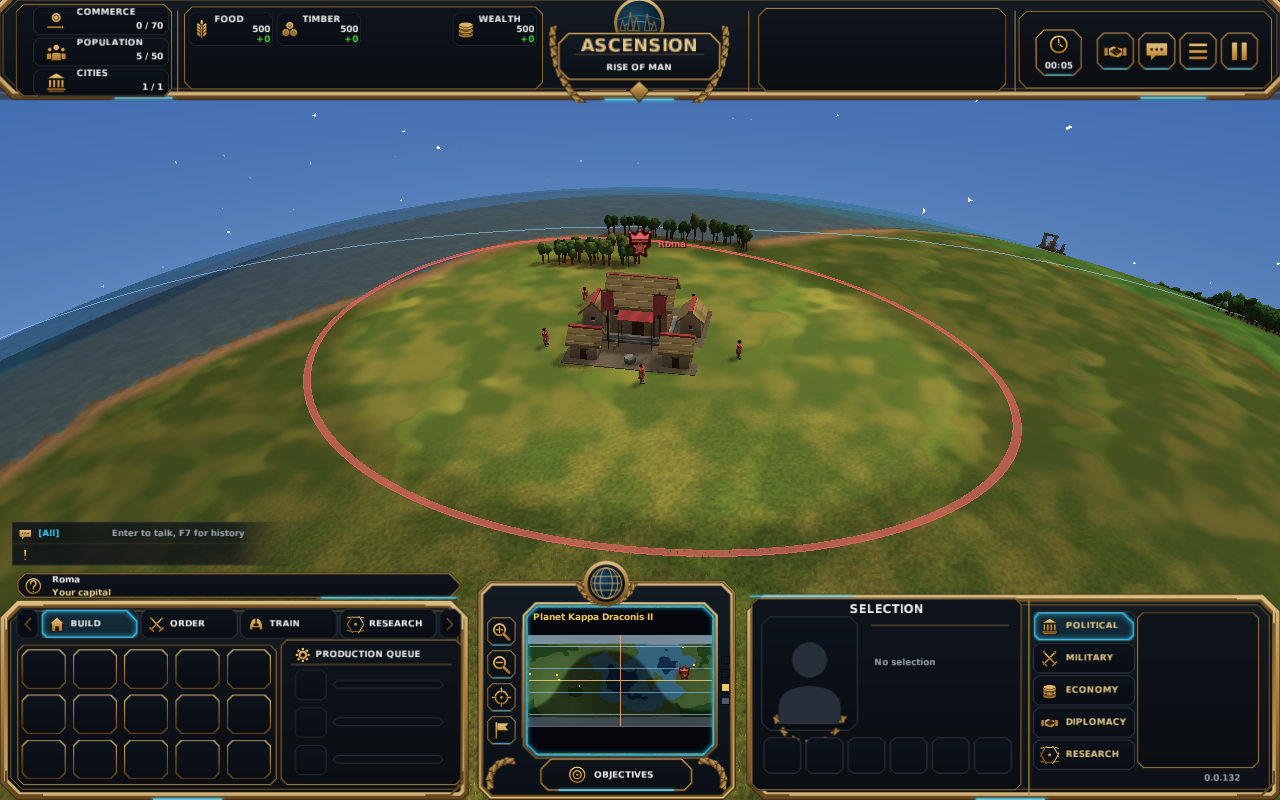 COMMERCE
0 / 70
POPULATION
5 / 50
CITIES
1 / 1
FOOD
500
+0
TIMBER
500
+0
WEALTH
500
+0
ASCENSION
RISE OF MAN
00:05
Roma
[All] Enter to talk, F7 for history
!
Roma
Your capital
BUILD
ORDER
TRAIN
RESEARCH
PRODUCTION QUEUE
Planet Kappa Draconis II
OBJECTIVES
SELECTION
No selection
POLITICAL
MILITARY
ECONOMY
DIPLOMACY
RESEARCH
0.0.132